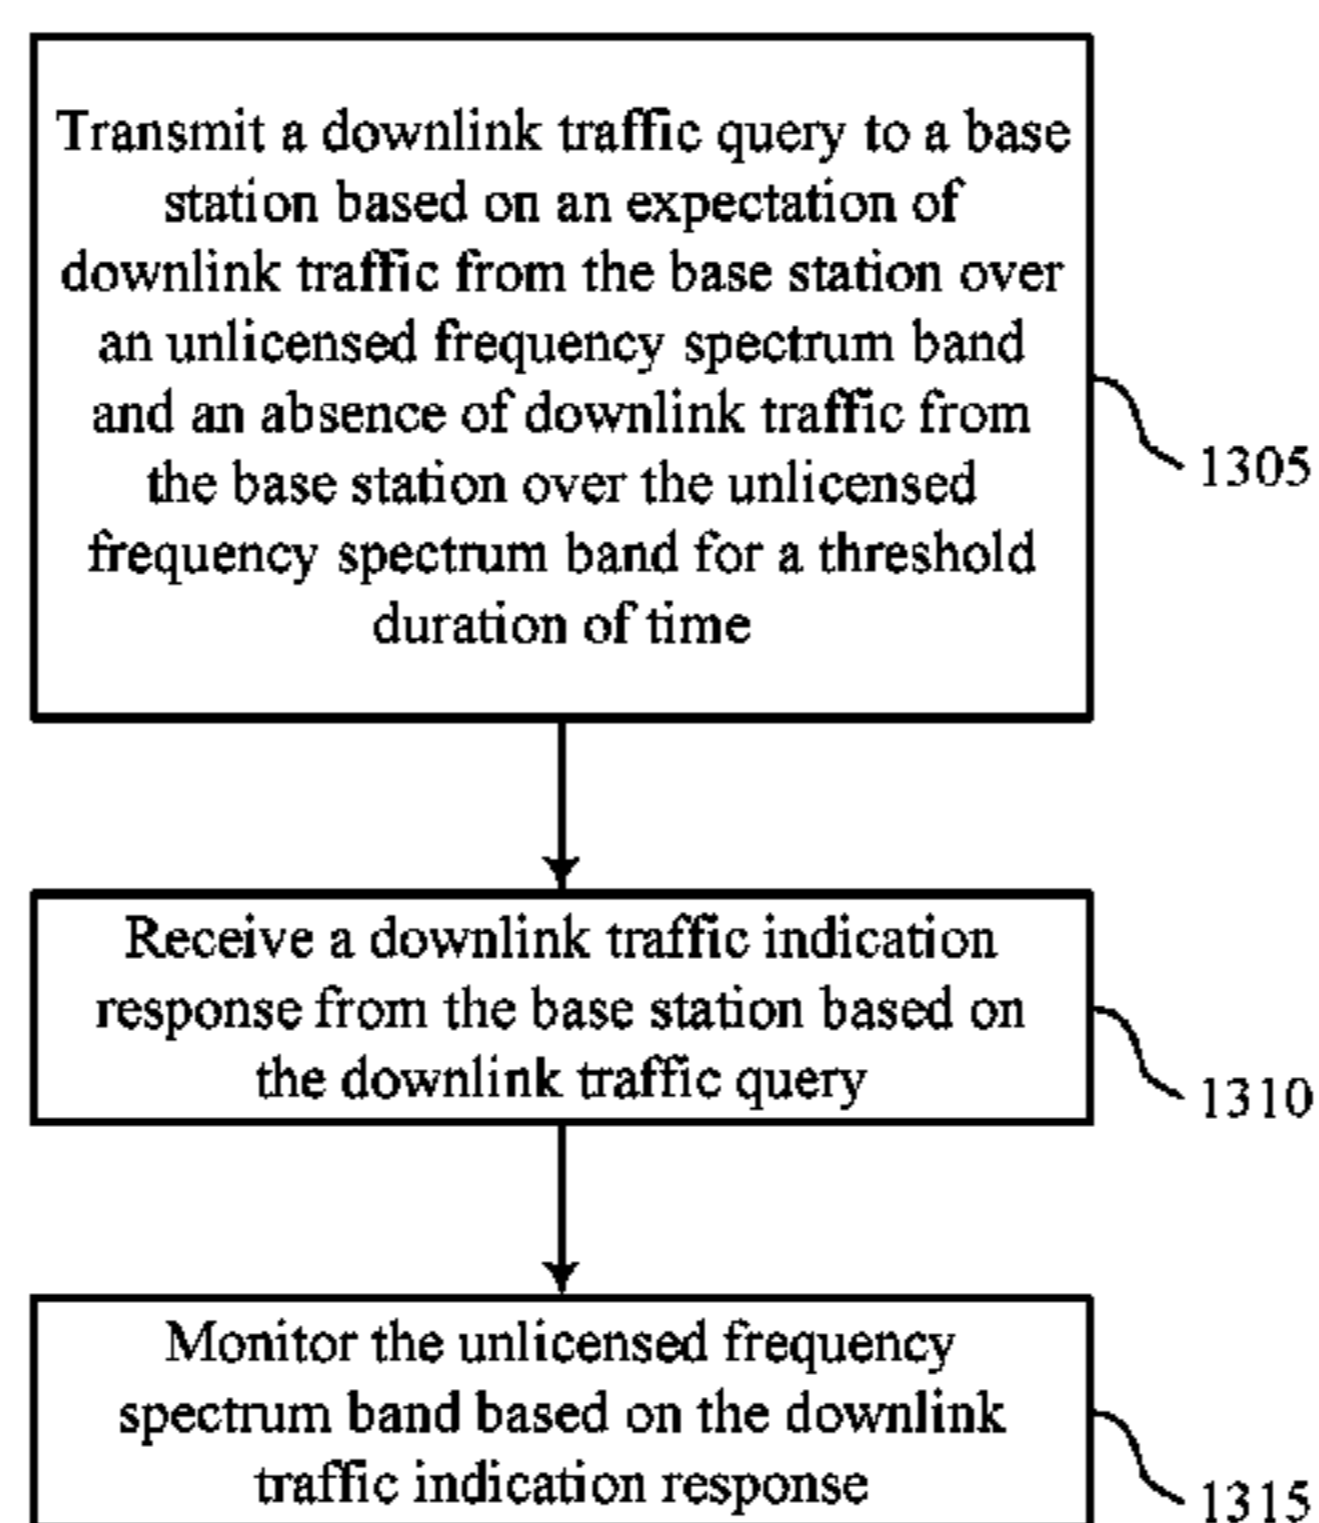 Transmit a downlink traffic query to a base
station based on an expectation of
downlink traffic from the base station over
an unlicensed frequency spectrum band
and an absence of downlink traffic from
the base station over the unlicensed
frequency spectrum band for a threshold
duration of time
1305
Receive a downlink traffic indication
response from the base station based on
the downlink traffic query
1310
Monitor the unlicensed frequency
spectrum band based on the downlink
traffic indication response
1315